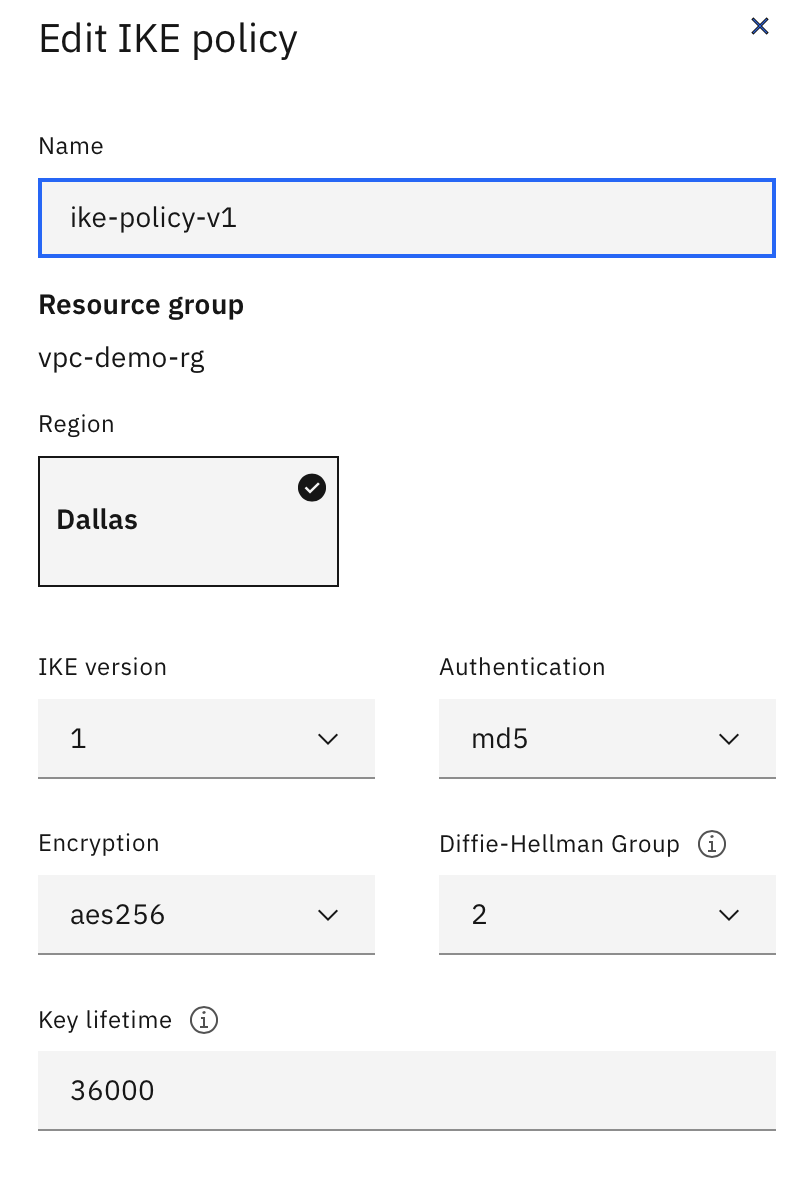 Edit IKE policy
Name
ike-policy-v1
Resource group
vpc-demo-rg
Region
Dallas
IKE version
Authentication
1
md5
Encryption
Diffie-Hellman Group
aes256
2
Key lifetime
36000